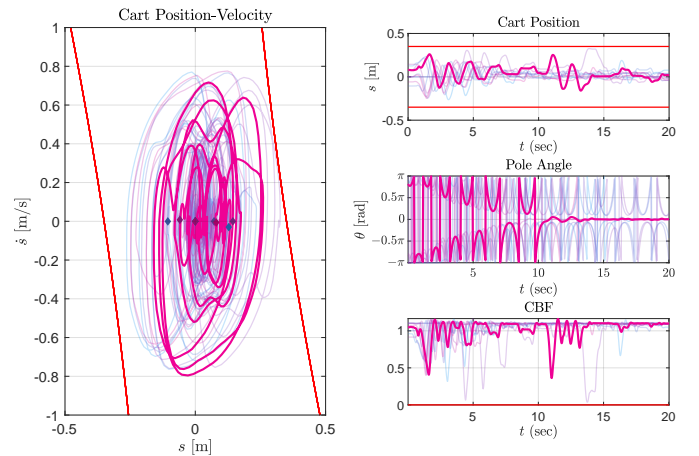 Cart Position-Velocity
1
0.8
0.6
0.4
0.2
0
-0.2
-0.4
-0.6
-0.8
-1
ṡ [m/s]
-0.5
0
0.5
s [m]
Cart Position
0.5
0
-0.5
s [m]
0
5
10
15
20
t (sec)
Pole Angle
π
0.5π
0
−0.5π
−π
θ [rad]
0
5
10
15
20
t (sec)
CBF
1
0
0
5
10
15
20
t (sec)